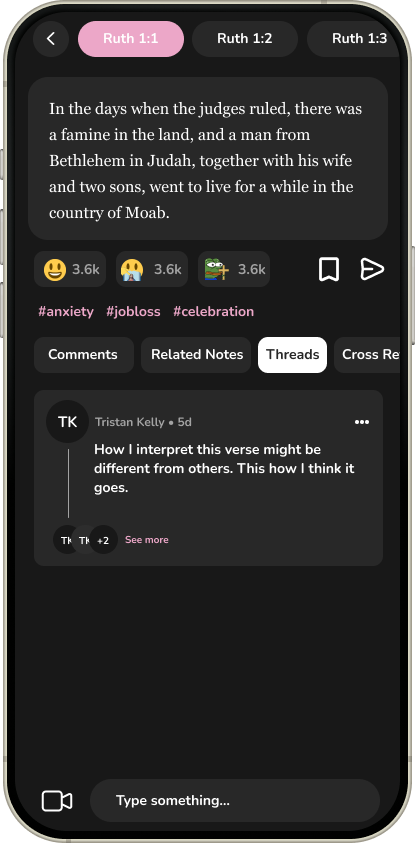 Ruth 1:1 Ruth 1:2 Ruth 1:3
In the days when the judges ruled, there was
a famine in the land, and a man from
Bethlehem in Judah, together with his wife
and two sons, went to live for a while in the
country of Moab.
3.6k 3.6k 3.6k
#anxiety #jobloss #celebration
Comments Related Notes Threads Cross Re
TK Tristan Kelly • 5d
How I interpret this verse might be
different from others. This how I think it
goes.
TK TK +2 See more
Type something...